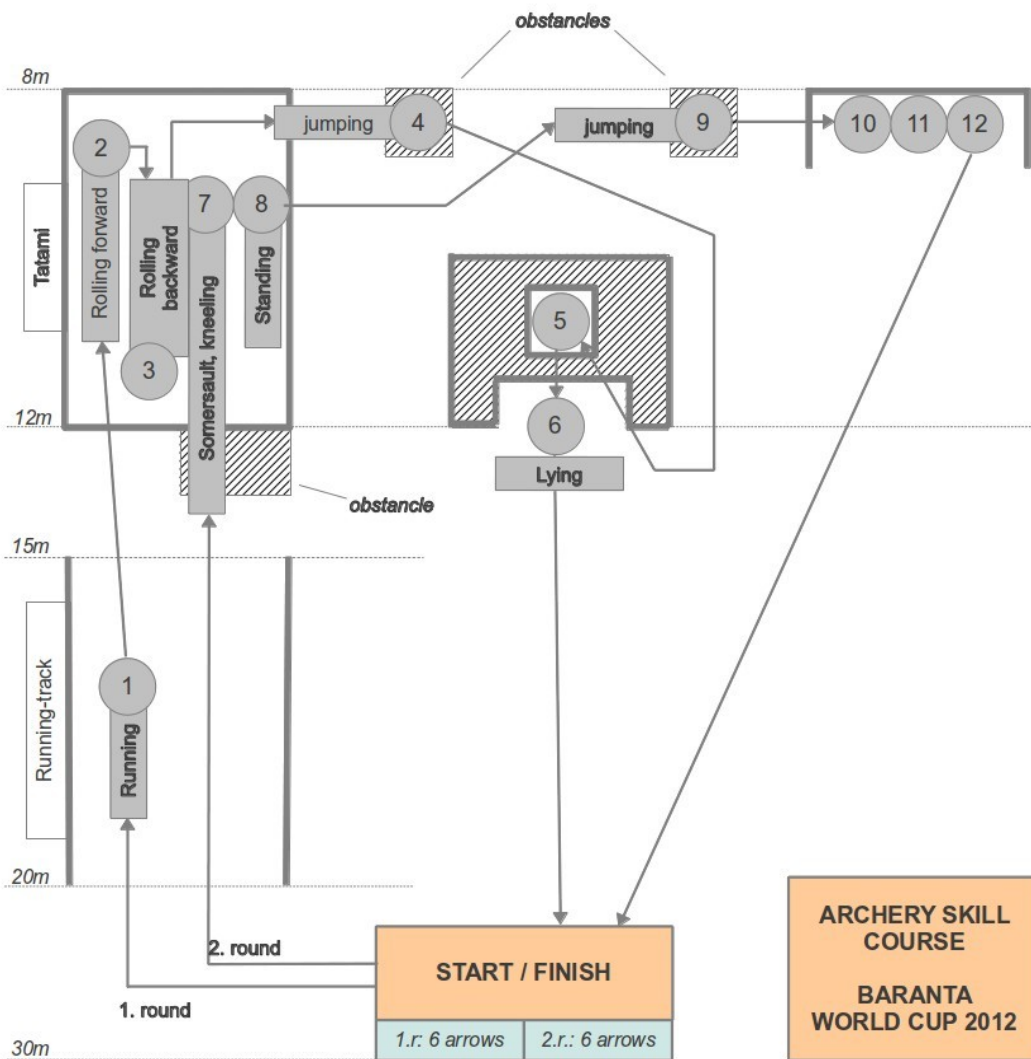 obstancles
8m
2
jumping
4
jumping
9
10
11
12
7
8
Tatami
Rolling forward
Rolling
backward
Somersault, kneeling
Standing
5
3
12m
6
Lying
obstancle
15m
Running-track
1
Running
20m
2. round
1. round
START / FINISH
1.r: 6 arrows
2.r.: 6 arrows
30m
ARCHERY SKILL
COURSE
BARANTA
WORLD CUP 2012